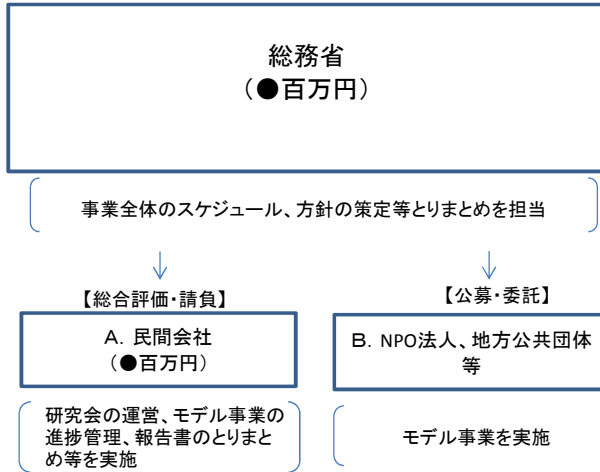 総務省
（●百万円）
事業全体のスケジュール、方針の策定等とりまとめを担当
【総合評価・請負】
A．民間会社
（●百万円）
研究会の運営、モデル事業の
進捗管理、報告書のとりまと
め等を実施
【公募・委託】
B．NPO法人、地方公共団体
等
モデル事業を実施